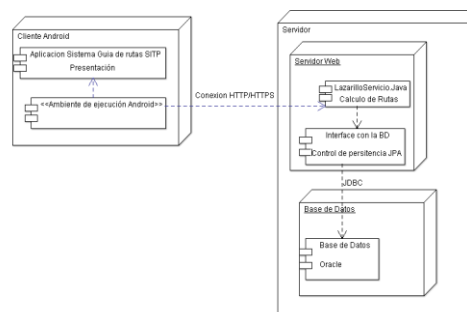 Cliente Android
Aplicacion Sistema Guia de rutas SITP
Presentación
<<Ambiente de ejecución Android>>
Conexion HTTP/HTTPS
Servidor
Servidor Web
LazarilloServicio.Java
Calculo de Rutas
Interface con la BD
Control de persitencia JPA
JDBC
Base de Datos
Base de Datos
Oracle